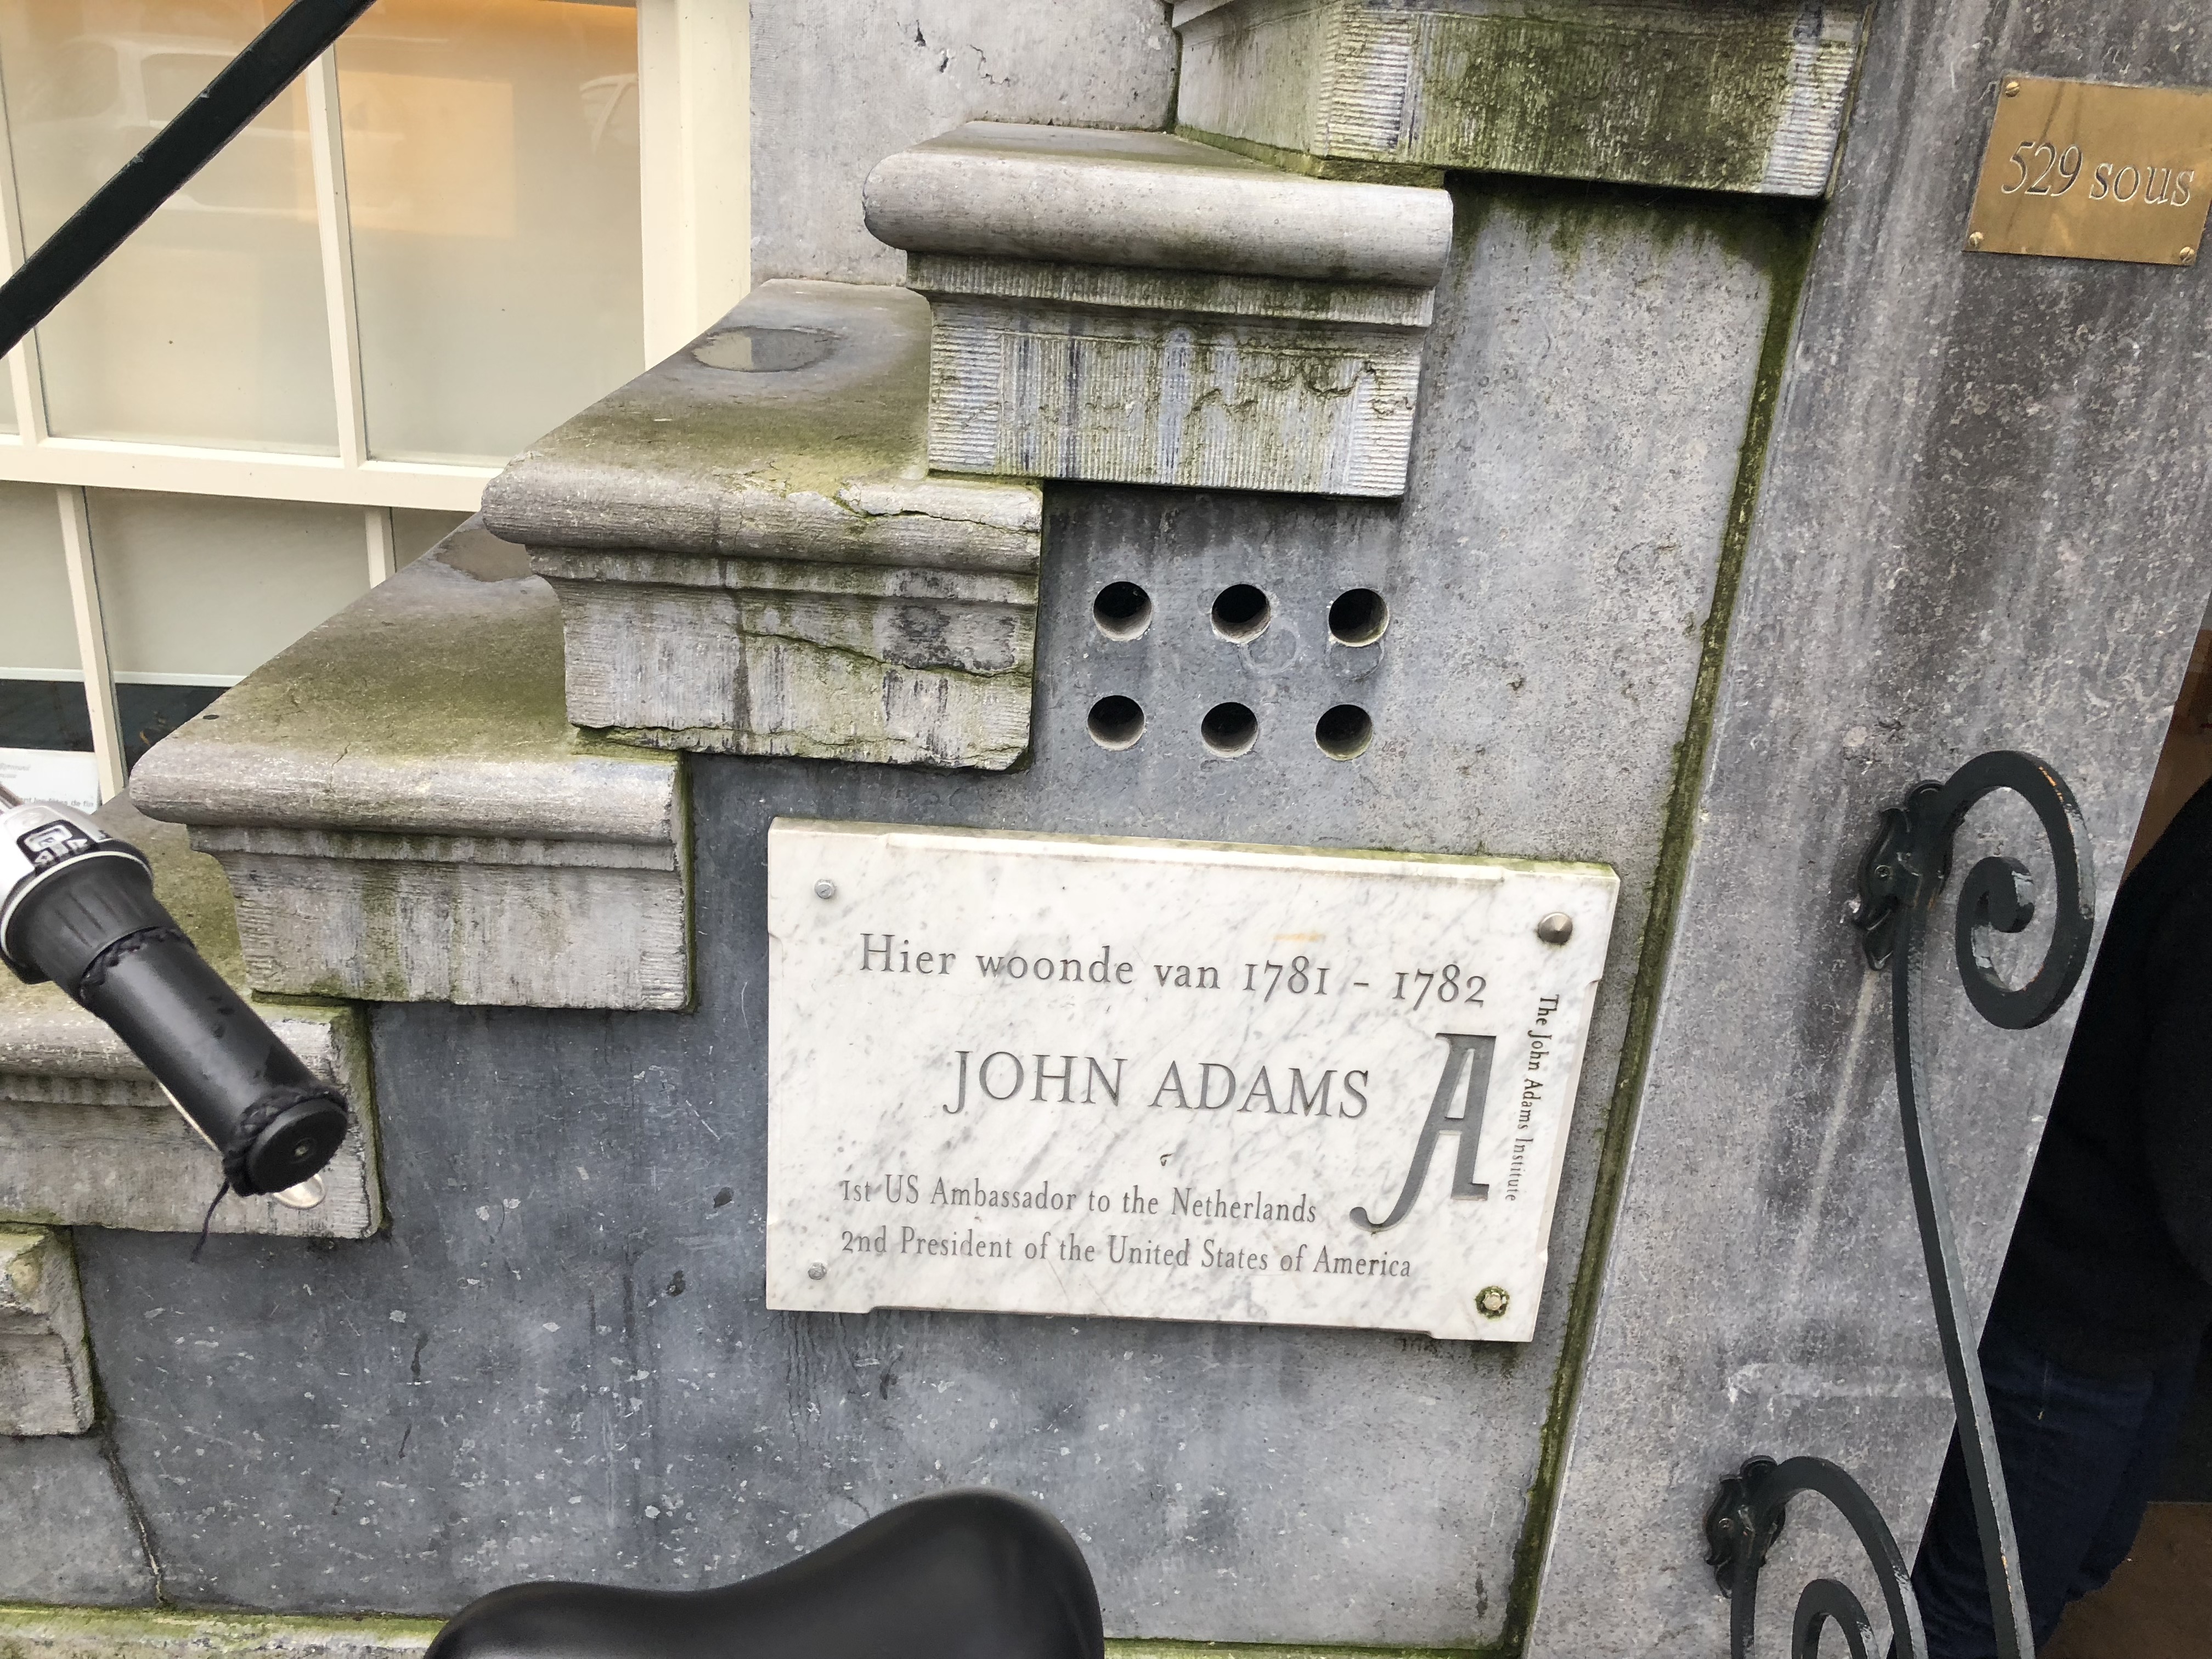 529 sous
Hier woonde van 1781 - 1782
JOHN ADAMS
1st US Ambassador to the Netherlands
2nd President of the United States of America
A
The John Adams Institute